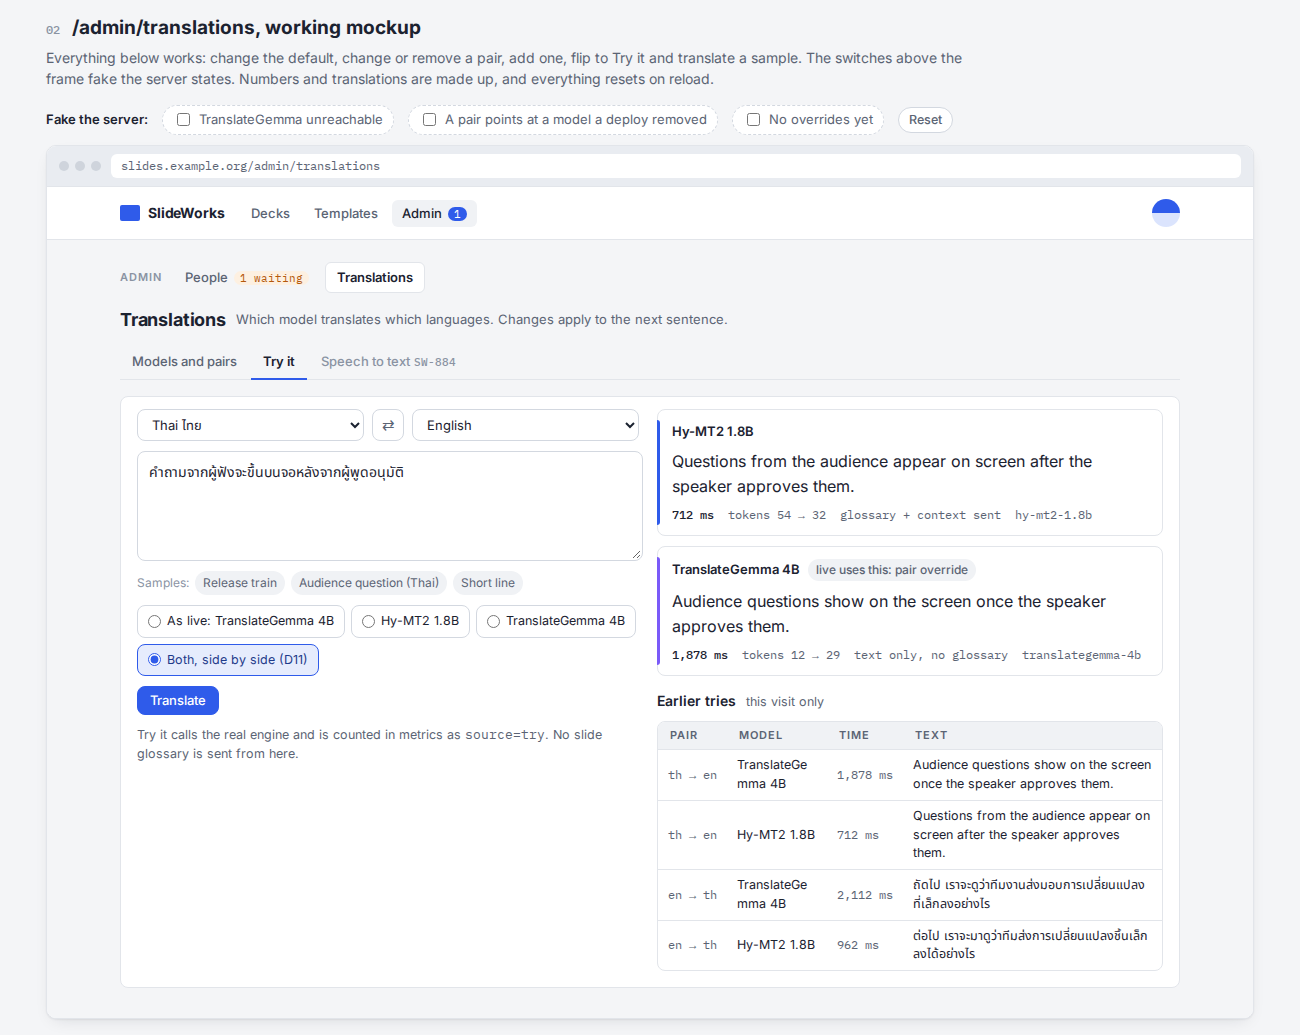 02 /admin/translations, working mockup
Everything below works: change the default, change or remove a pair, add one, flip to Try it and translate a sample. The switches above the
frame fake the server states. Numbers and translations are made up, and everything resets on reload.
Fake the server: TranslateGemma unreachable A pair points at a model a deploy removed No overrides yet Reset
slides.example.org/admin/translations
SlideWorks Decks Templates Admin 1
ADMIN People 1 waiting Translations
Translations Which model translates which languages. Changes apply to the next sentence.
Models and pairs Try it Speech to text SW-884
Thai ไทย ⇄ English
คำถามจากผู้ฟังจะขึ้นบนจอหลังจากผู้พูดอนุมัติ
Samples: Release train Audience question (Thai) Short line
As live: TranslateGemma 4B Hy-MT2 1.8B TranslateGemma 4B
Both, side by side (D11)
Translate
Try it calls the real engine and is counted in metrics as source=try. No slide
glossary is sent from here.
Hy-MT2 1.8B
Questions from the audience appear on screen after the
speaker approves them.
712 ms tokens 54 → 32 glossary + context sent hy-mt2-1.8b
TranslateGemma 4B live uses this: pair override
Audience questions show on the screen once the speaker
approves them.
1,878 ms tokens 12 → 29 text only, no glossary translategemma-4b
Earlier tries this visit only
PAIR MODEL TIME TEXT
th → en TranslateGe
mma 4B 1,878 ms Audience questions show on the screen
once the speaker approves them.
th → en Hy-MT2 1.8B 712 ms Questions from the audience appear on
screen after the speaker approves
them.
en → th TranslateGe
mma 4B 2,112 ms ถัดไป เราจะดูว่าทีมงานส่งมอบการเปลี่ยนแปลง
ที่เล็กลงอย่างไร
en → th Hy-MT2 1.8B 962 ms ต่อไป เราจะมาดูว่าทีมส่งการเปลี่ยนแปลงชิ้นเล็ก
ลงได้อย่างไร